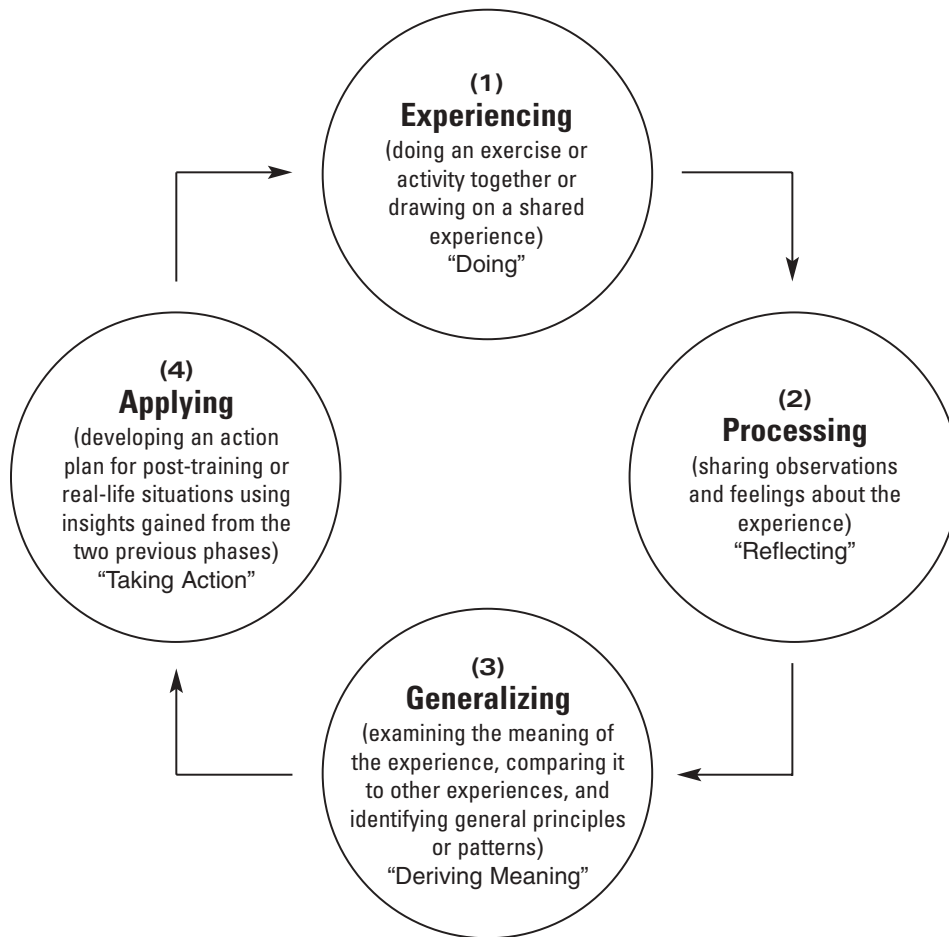 (1)
Experiencing
(doing an exercise or
activity together or
drawing on a shared
experience)
“Doing”
(2)
Processing
(sharing observations
and feelings about the
experience)
“Reflecting”
(3)
Generalizing
(examining the meaning of
the experience, comparing it
to other experiences, and
identifying general principles
or patterns)
“Deriving Meaning”
(4)
Applying
(developing an action
plan for post-training or
real-life situations using
insights gained from the
two previous phases)
“Taking Action”